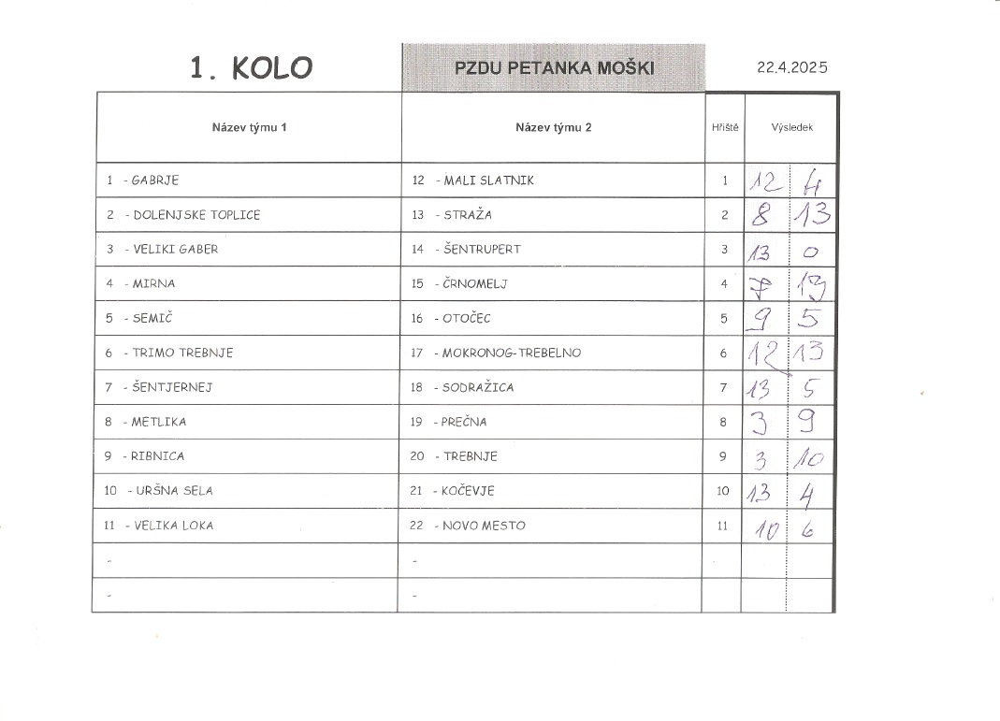 1. KOLO PZDU PETANKA MOŠKI 22.4.2025
Název týmu 1 Název týmu 2 Hřiště Výsledek
1 - GABRJE 12 - MALI SLATNIK 1 12 4
2 - DOLENJSKE TOPLICE 13 - STRAŽA 2 8 13
3 - VELIKI GABER 14 - ŠENTRUPERT 3 13 0
4 - MIRNA 15 - ČRNOMELJ 4 7 13
5 - SEMIČ 16 - OTOČEC 5 9 5
6 - TRIMO TREBNJE 17 - MOKRONOG-TREBELNO 6 12 13
7 - ŠENTJERNEJ 18 - SODRAŽICA 7 13 5
8 - METLIKA 19 - PREČNA 8 3 9
9 - RIBNICA 20 - TREBNJE 9 3 10
10 - URŠNA SELA 21 - KOČEVJE 10 13 4
11 - VELIKA LOKA 22 - NOVO MESTO 11 10 6
- - -
- -